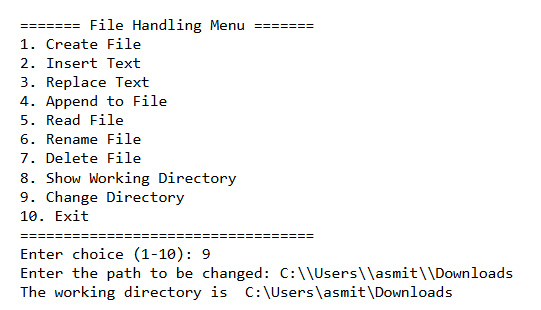 ======= File Handling Menu =======
1. Create File
2. Insert Text
3. Replace Text
4. Append to File
5. Read File
6. Rename File
7. Delete File
8. Show Working Directory
9. Change Directory
10. Exit
==================================
Enter choice (1-10): 9
Enter the path to be changed: C:\\Users\\asmit\\Downloads
The working directory is  C:\Users\asmit\Downloads